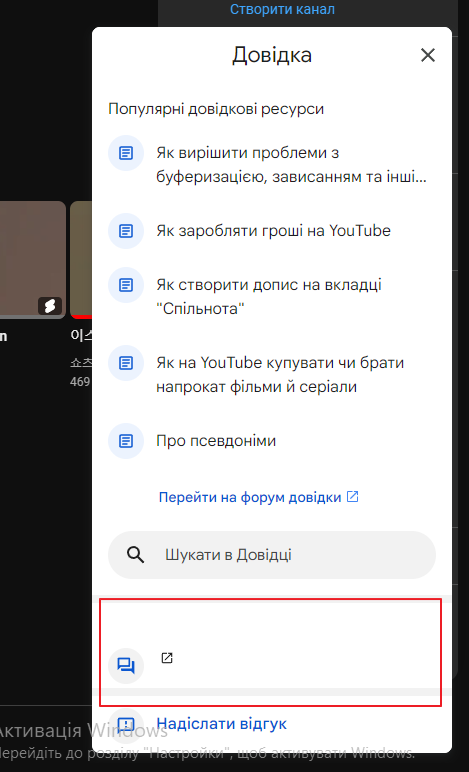 Створити канал
Довідка
Популярні довідкові ресурси
Як вирішити проблеми з
буферизацією, зависанням та інші...
Як заробляти гроші на YouTube
Як створити допис на вкладці
"Спільнота"
Як на YouTube купувати чи брати
напрокат фільми й серіали
Про псевдоніми
Перейти на форум довідки
Шукати в Довідці
Надіслати відгук
469
Активація Windows
Перейдіть до розділу "Настройки", щоб активувати Windows.